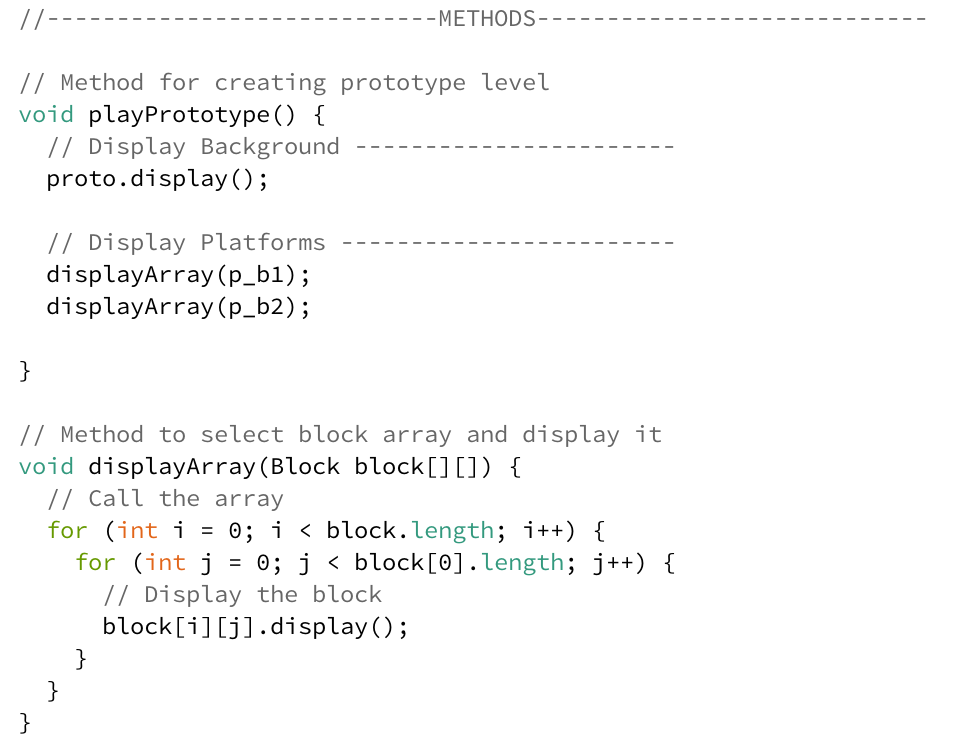 //----------------------------METHODS----------------------------
// Method for creating prototype level
void playPrototype() {
  // Display Background -----------------------
  proto.display();
  // Display Platforms ------------------------
  displayArray(p_b1);
  displayArray(p_b2);
}
// Method to select block array and display it
void displayArray(Block block[][]) {
  // Call the array
  for (int i = 0; i < block.length; i++) {
    for (int j = 0; j < block[0].length; j++) {
      // Display the block
      block[i][j].display();
    }
  }
}